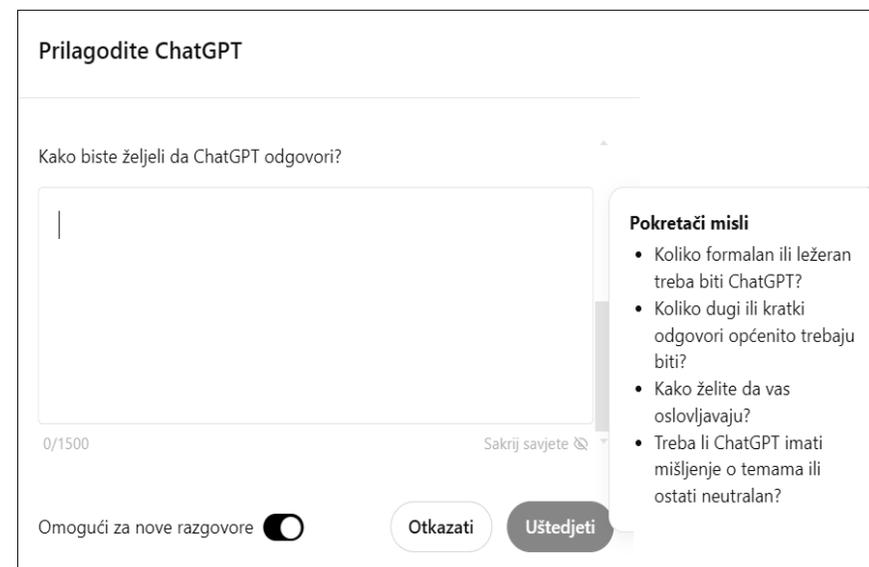 Prilagodite ChatGPT
Kako biste željeli da ChatGPT odgovori?
0/1500
Sakrij savjete
Pokretači misli
• Koliko formalan ili ležeran
treba biti ChatGPT?
• Koliko dugi ili kratki
odgovori općenito trebaju
biti?
• Kako želite da vas
oslovljavaju?
• Treba li ChatGPT imati
mišljenje o temama ili
ostati neutralan?
Omogući za nove razgovore
Otkazati
Uštedjeti